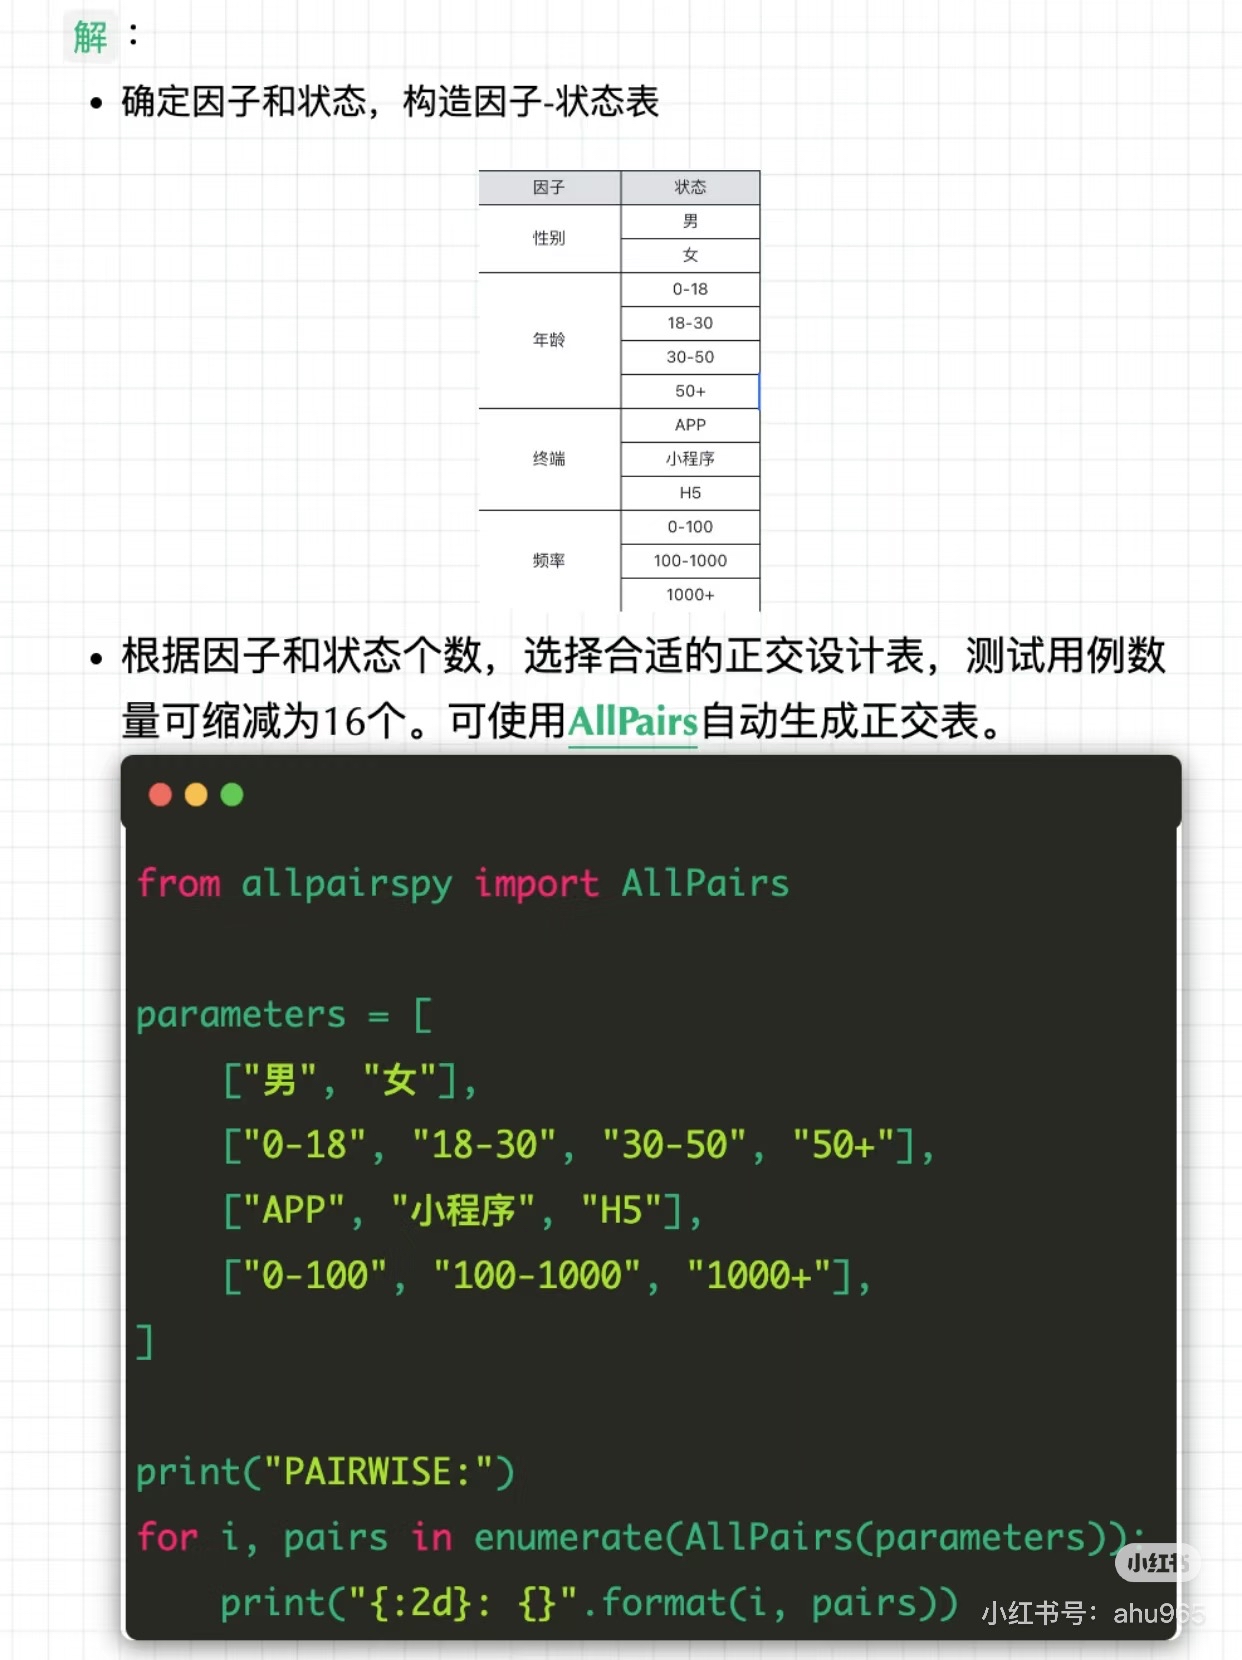 解：
• 确定因子和状态，构造因子-状态表
因子 状态
性别
男
女
年龄
0-18
18-30
30-50
50+
终端
APP
小程序
H5
频率
0-100
100-1000
1000+
• 根据因子和状态个数，选择合适的正交设计表，测试用例数
量可缩减为16个。可使用AllPairs自动生成正交表。
from allpairspy import AllPairs
parameters = [
["男", "女"],
["0-18", "18-30", "30-50", "50+"],
["APP", "小程序", "H5"],
["0-100", "100-1000", "1000+"],
]
print("PAIRWISE:")
for i, pairs in enumerate(AllPairs(parameters)):
print("{:2d}: {}".format(i, pairs))
小红书
小红书号：ahu965